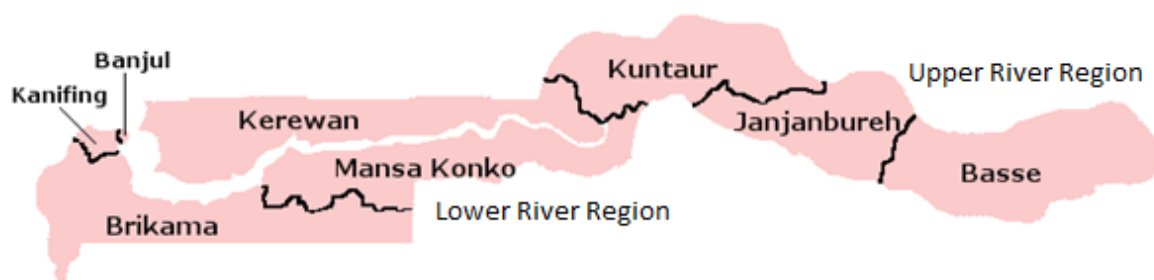 Banjul
Kanifing
Kuntaur
Upper River Region
Kerewan
Janjanbureh
Mansa Konko
Basse
Lower River Region
Brikama